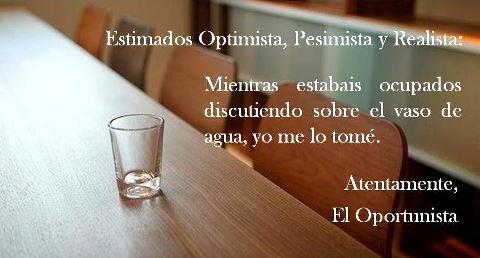 Estimados Optimista, Pesimista y Realista:
Mientras estabais ocupados
discutiendo sobre el vaso de
agua, yo me lo tomé.
Atentamente,
El Oportunista